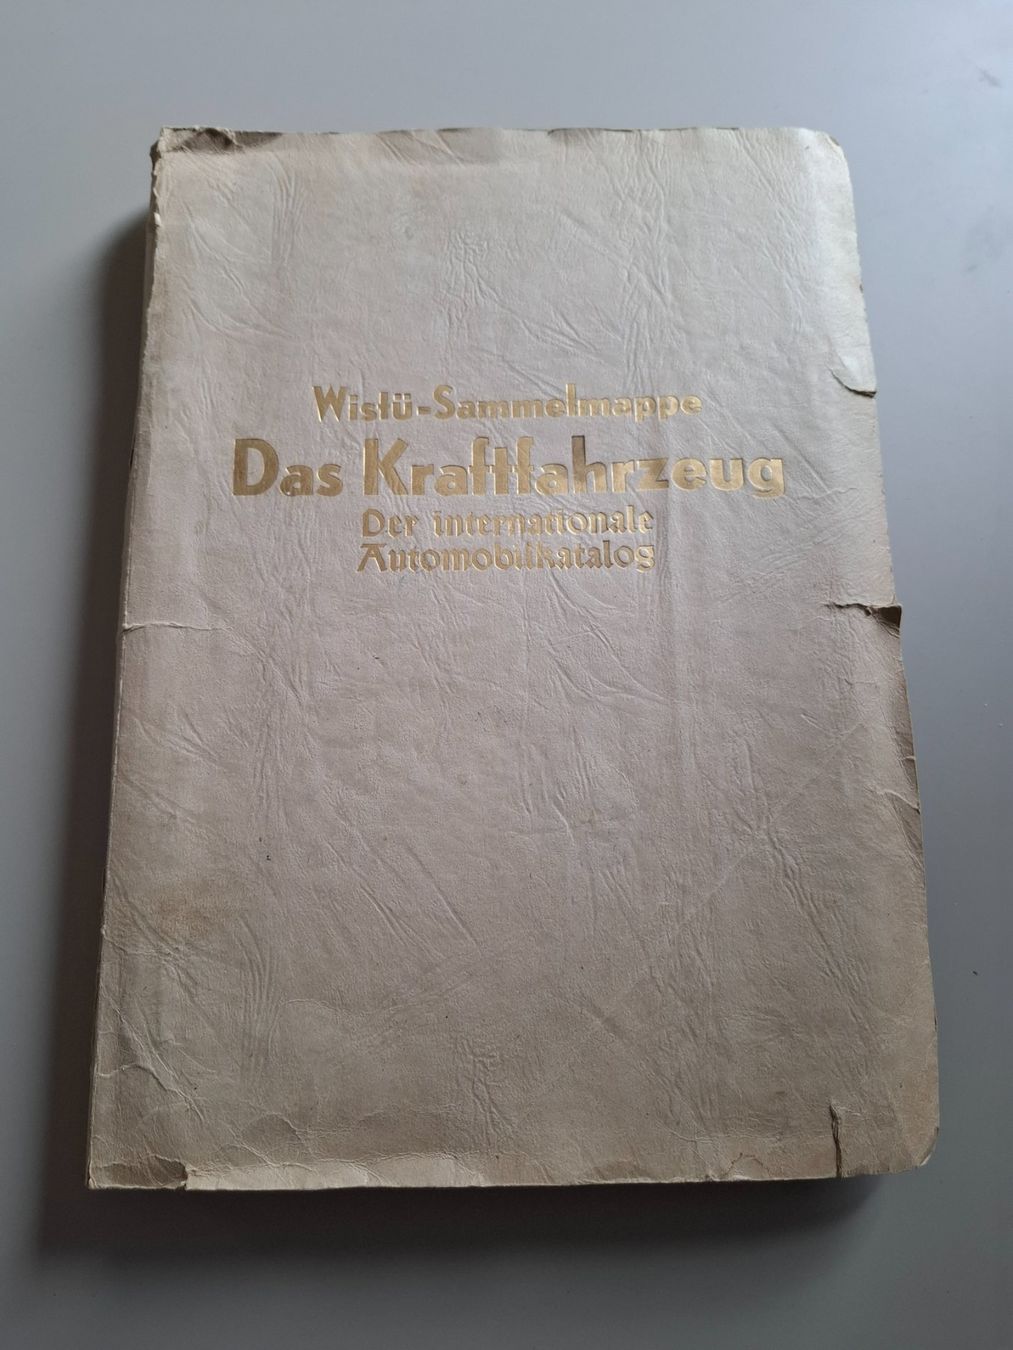 Wistü-Sammelmappe
Das Kraftfahrzeug
Der internationale
Automobilkatalog